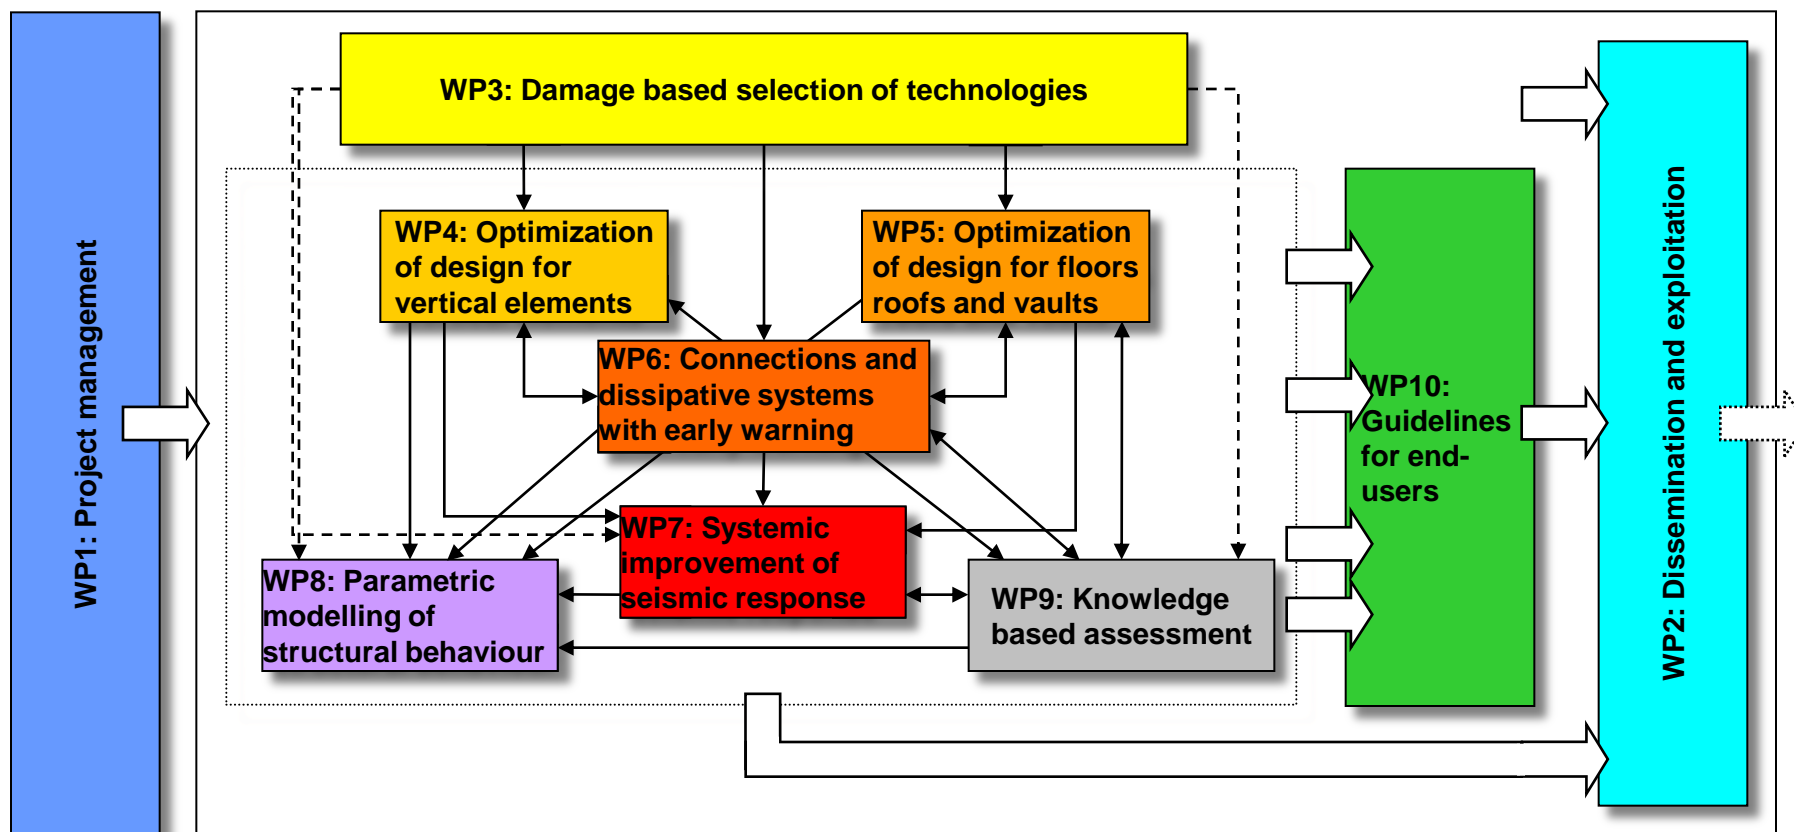 WP1: Project management
WP3: Damage based selection of technologies
WP4: Optimization
of design for
vertical elements
WP5: Optimization
of design for floors
roofs and vaults
WP6: Connections and
dissipative systems
with early warning
WP7: Systemic
improvement of
seismic response
WP8: Parametric
modelling of
structural behaviour
WP9: Knowledge
based assessment
WP10:
Guidelines
for end-
users
WP2: Dissemination and exploitation